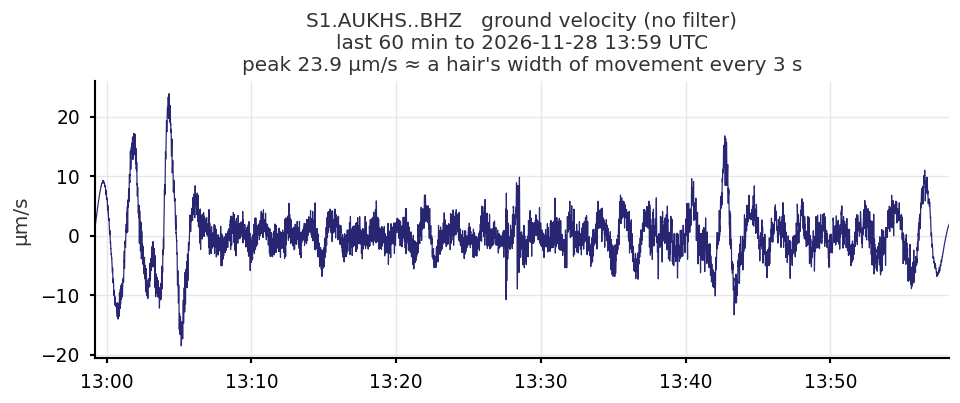 S1.AUKHS..BHZ   ground velocity (no filter)
last 60 min to 2026-11-28 13:59 UTC
peak 23.9 µm/s ≈ a hair's width of movement every 3 s
µm/s
20
10
0
−10
−20
13:00
13:10
13:20
13:30
13:40
13:50